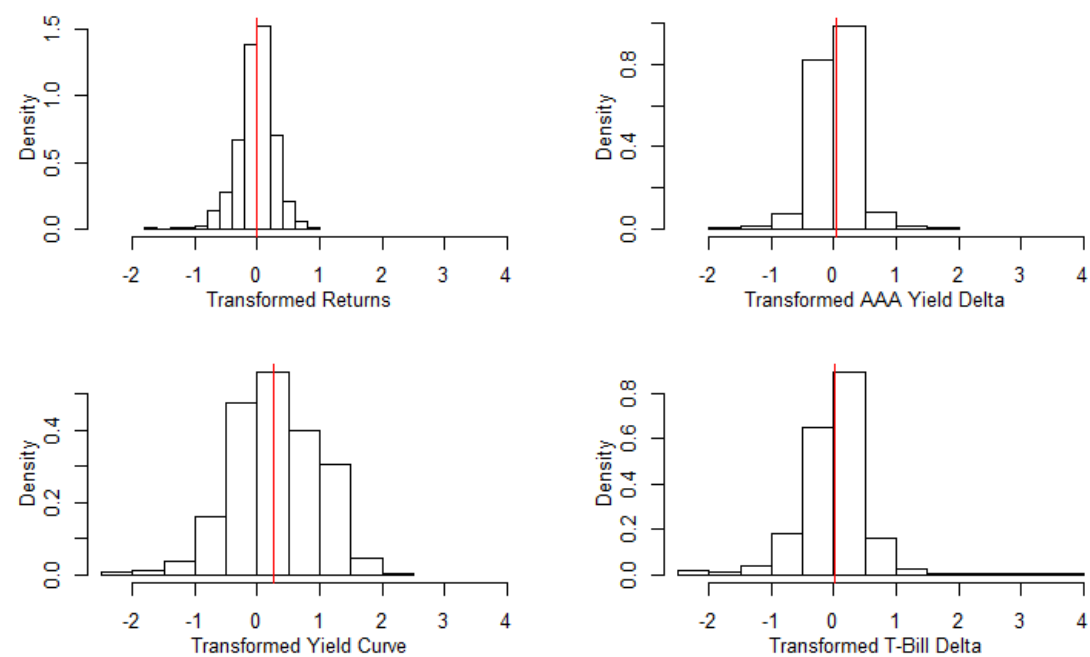 Density
0.0 0.5 1.0 1.5
-2 -1 0 1 2 3 4
Transformed Returns
Density
0.0 0.4 0.8
-2 -1 0 1 2 3 4
Transformed AAA Yield Delta
Density
0.0 0.2 0.4
-2 -1 0 1 2 3 4
Transformed Yield Curve
Density
0.0 0.2 0.4 0.6 0.8
-2 -1 0 1 2 3 4
Transformed T-Bill Delta